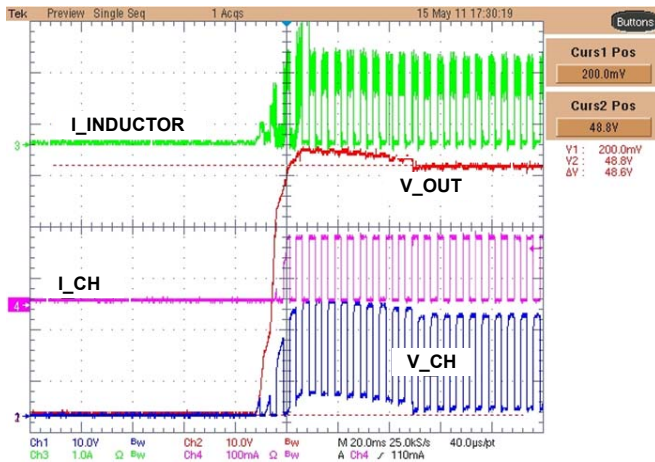 Tek Preview Single Seq 1 Acqs 15 May 11 17:30:19
Buttons
Curs1 Pos
200.0mV
Curs2 Pos
48.8V
V1: 200.0mV
V2: 48.8V
ΔV: 48.6V
I_INDUCTOR
3
V_OUT
I_CH
4
V_CH
Ch1 10.0V Bw Ch2 10.0V Bw M 20.0ms 25.0kS/s 40.0µs/pt
Ch3 1.0A Ω Bw Ch4 100mA Ω Bw A Ch4 110mA